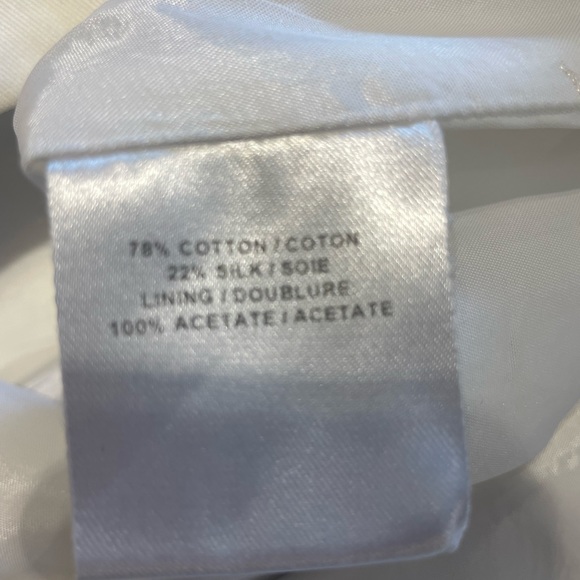 78% COTTON / COTON
22% SILK / SOIE
LINING / DOUBLURE
100% ACETATE / ACETATE